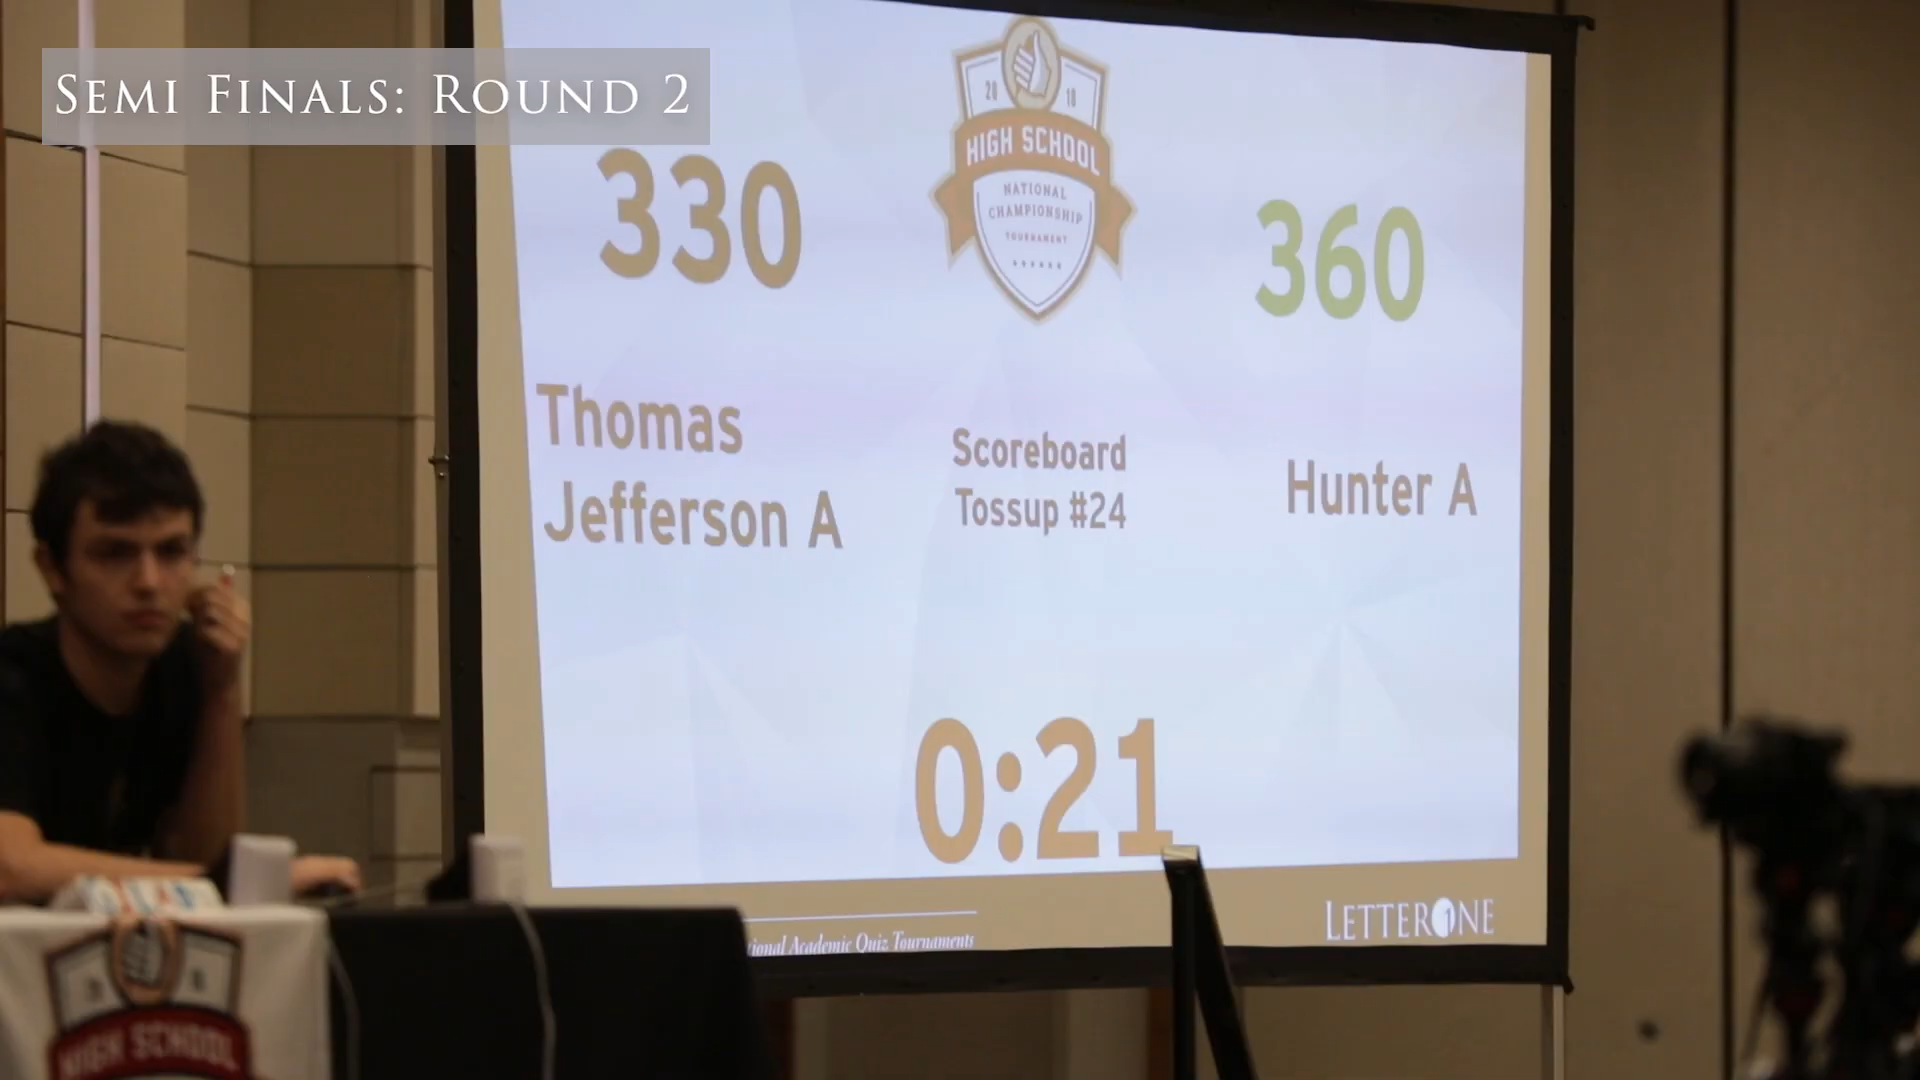 SEMI FINALS: ROUND 2
20 18
HIGH SCHOOL
NATIONAL
CHAMPIONSHIP
TOURNAMENT
330
360
Thomas
Jefferson A
Scoreboard
Tossup #24
Hunter A
0:21
tional Academic Quiz Tournaments
LETTERONE
HIGH SCHOOL